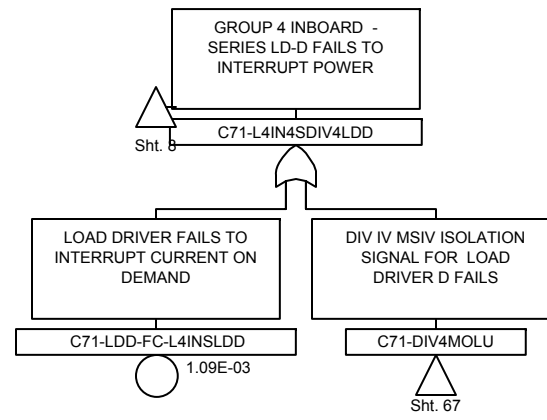 GROUP 4 INBOARD -
SERIES LD-D FAILS TO
INTERRUPT POWER
C71-L4IN4SDIV4LDD
Sht. 8
LOAD DRIVER FAILS TO
INTERRUPT CURRENT ON
DEMAND
DIV IV MSIV ISOLATION
SIGNAL FOR LOAD
DRIVER D FAILS
C71-LDD-FC-L4INSLDD
C71-DIV4MOLU
1.09E-03
Sht. 67